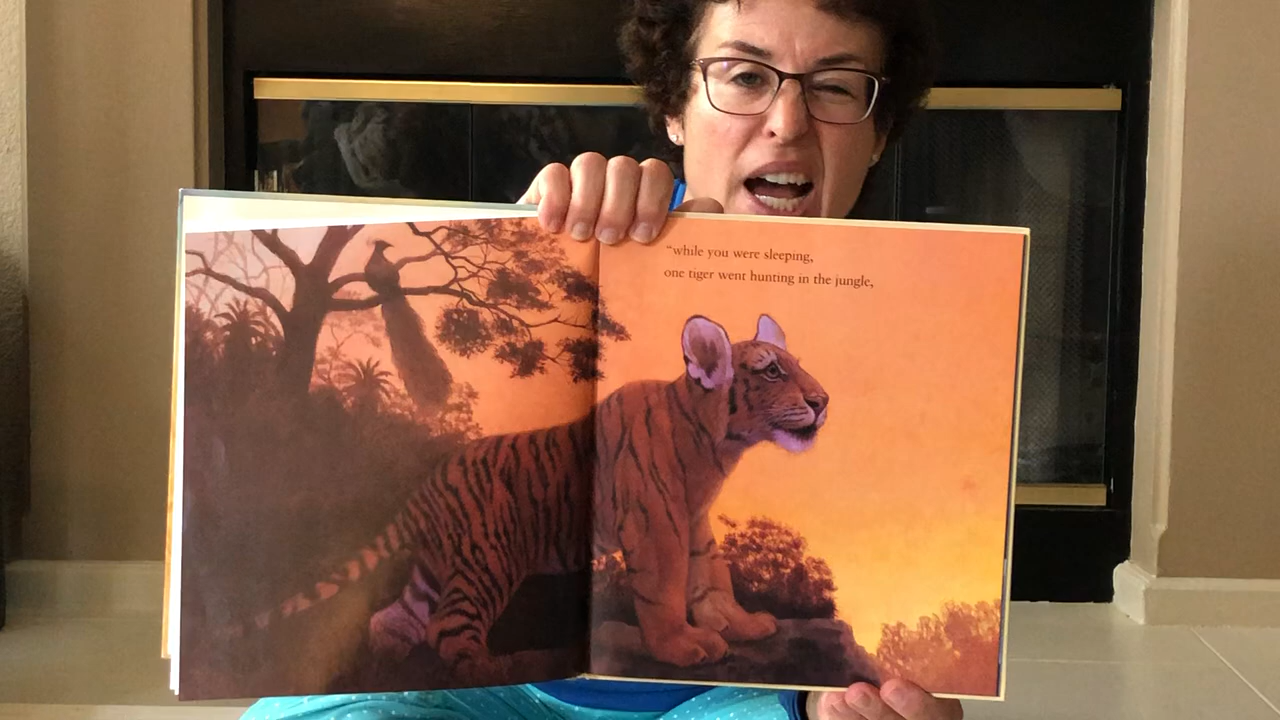 “while you were sleeping,
one tiger went hunting in the jungle,